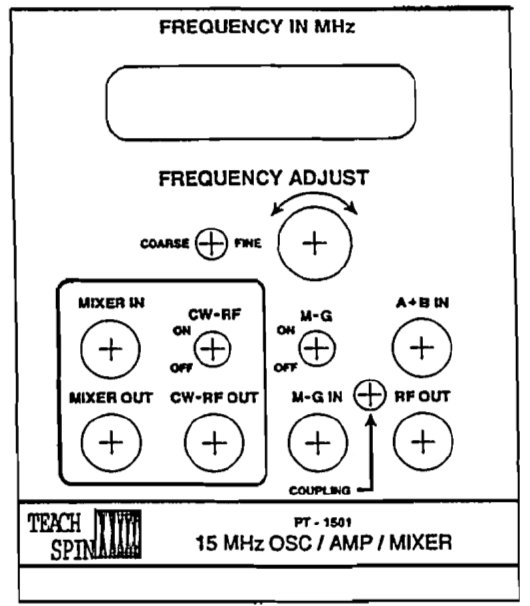 FREQUENCY IN MHz
FREQUENCY ADJUST
COARSE FINE
MIXER IN CW-RF M-G A+B IN
ON ON
OFF OFF
MIXER OUT CW-RF OUT M-G IN RF OUT
COUPLING
TEACH PT - 1501
SPIN 15 MHz OSC / AMP / MIXER